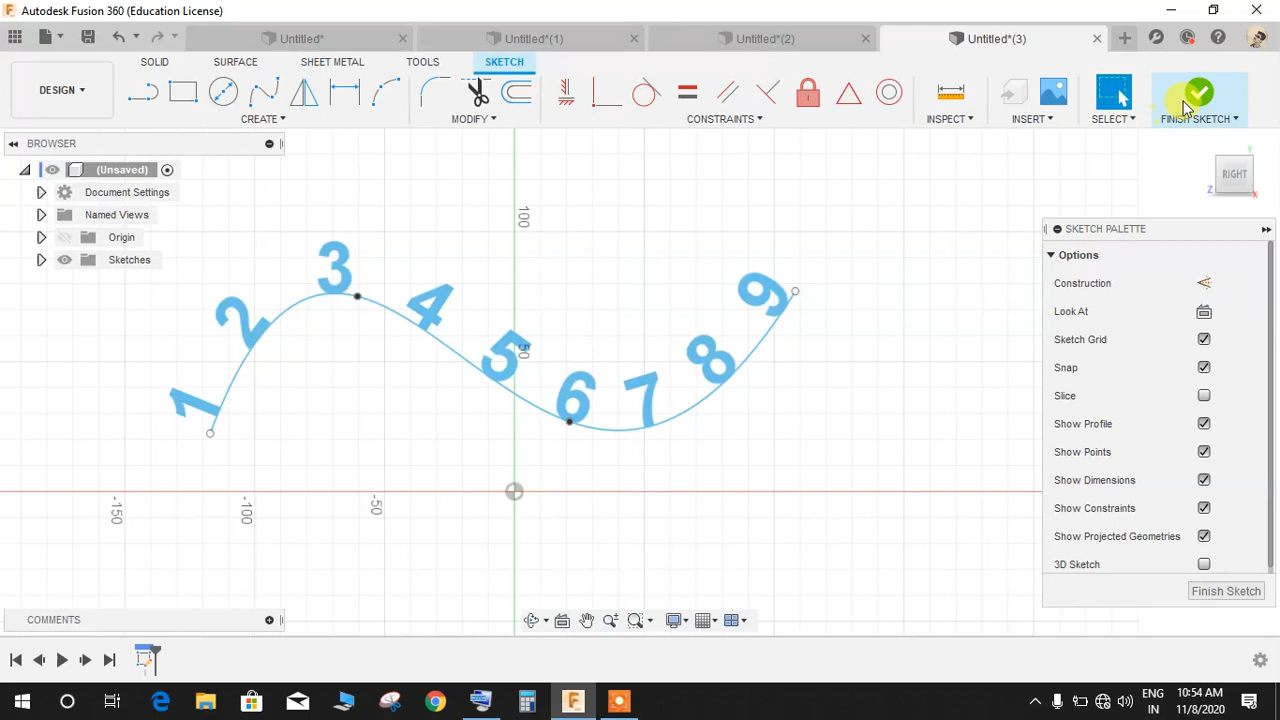 Autodesk Fusion 360 (Education License)
Untitled*
Untitled*(1)
Untitled*(2)
Untitled*(3)
SOLID
SURFACE
SHEET METAL
TOOLS
SKETCH
DESIGN
CREATE
MODIFY
CONSTRAINTS
INSPECT
INSERT
SELECT
FINISH SKETCH
BROWSER
(Unsaved)
Document Settings
Named Views
Origin
Sketches
RIGHT
Y
Z
X
SKETCH PALETTE
Options
Construction
Look At
Sketch Grid
Snap
Slice
Show Profile
Show Points
Show Dimensions
Show Constraints
Show Projected Geometries
3D Sketch
Finish Sketch
1 2 3 4 5 6 7 8 9
100
50
-150
-100
-50
COMMENTS
ENG
IN
10:54 AM
11/8/2020